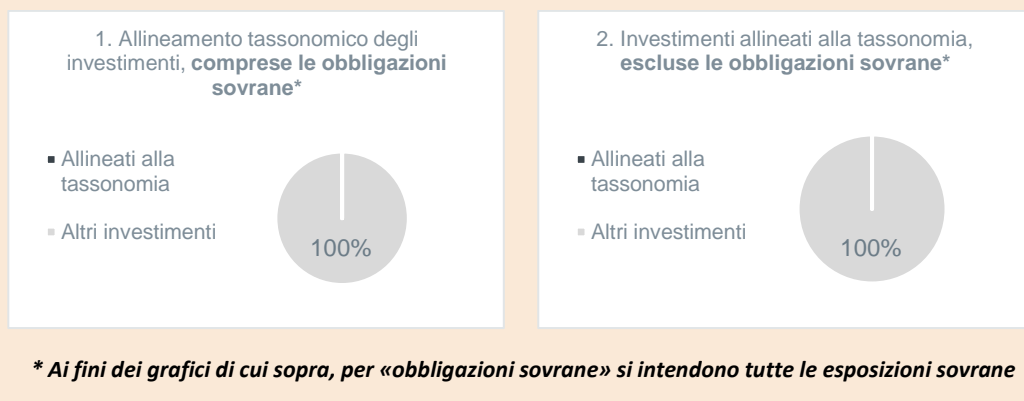 1. Allineamento tassonomico degli
investimenti, comprese le obbligazioni
sovrane*
Allineati alla
tassonomia
Altri investimenti
100%
2. Investimenti allineati alla tassonomia,
escluse le obbligazioni sovrane*
Allineati alla
tassonomia
Altri investimenti
100%
* Ai fini dei grafici di cui sopra, per «obbligazioni sovrane» si intendono tutte le esposizioni sovrane